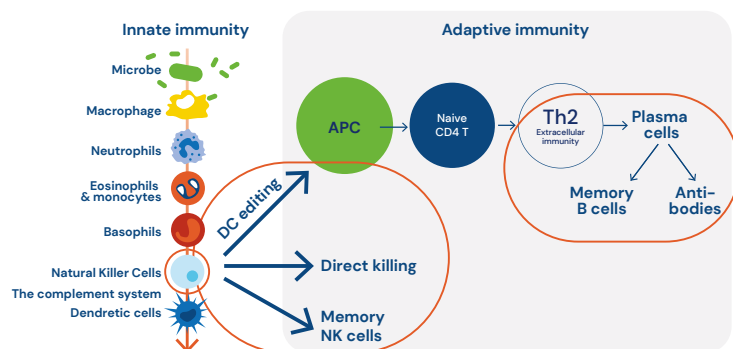 Innate immunity
Adaptive immunity
Microbe
Macrophage
Neutrophils
Eosinophils
& monocytes
Basophils
Natural Killer Cells
The complement system
Dendretic cells
DC editing
Direct killing
Memory
NK cells
APC
Naive
CD4 T
Th2
Extracellular
immunity
Plasma
cells
Memory
B cells
Anti-
bodies